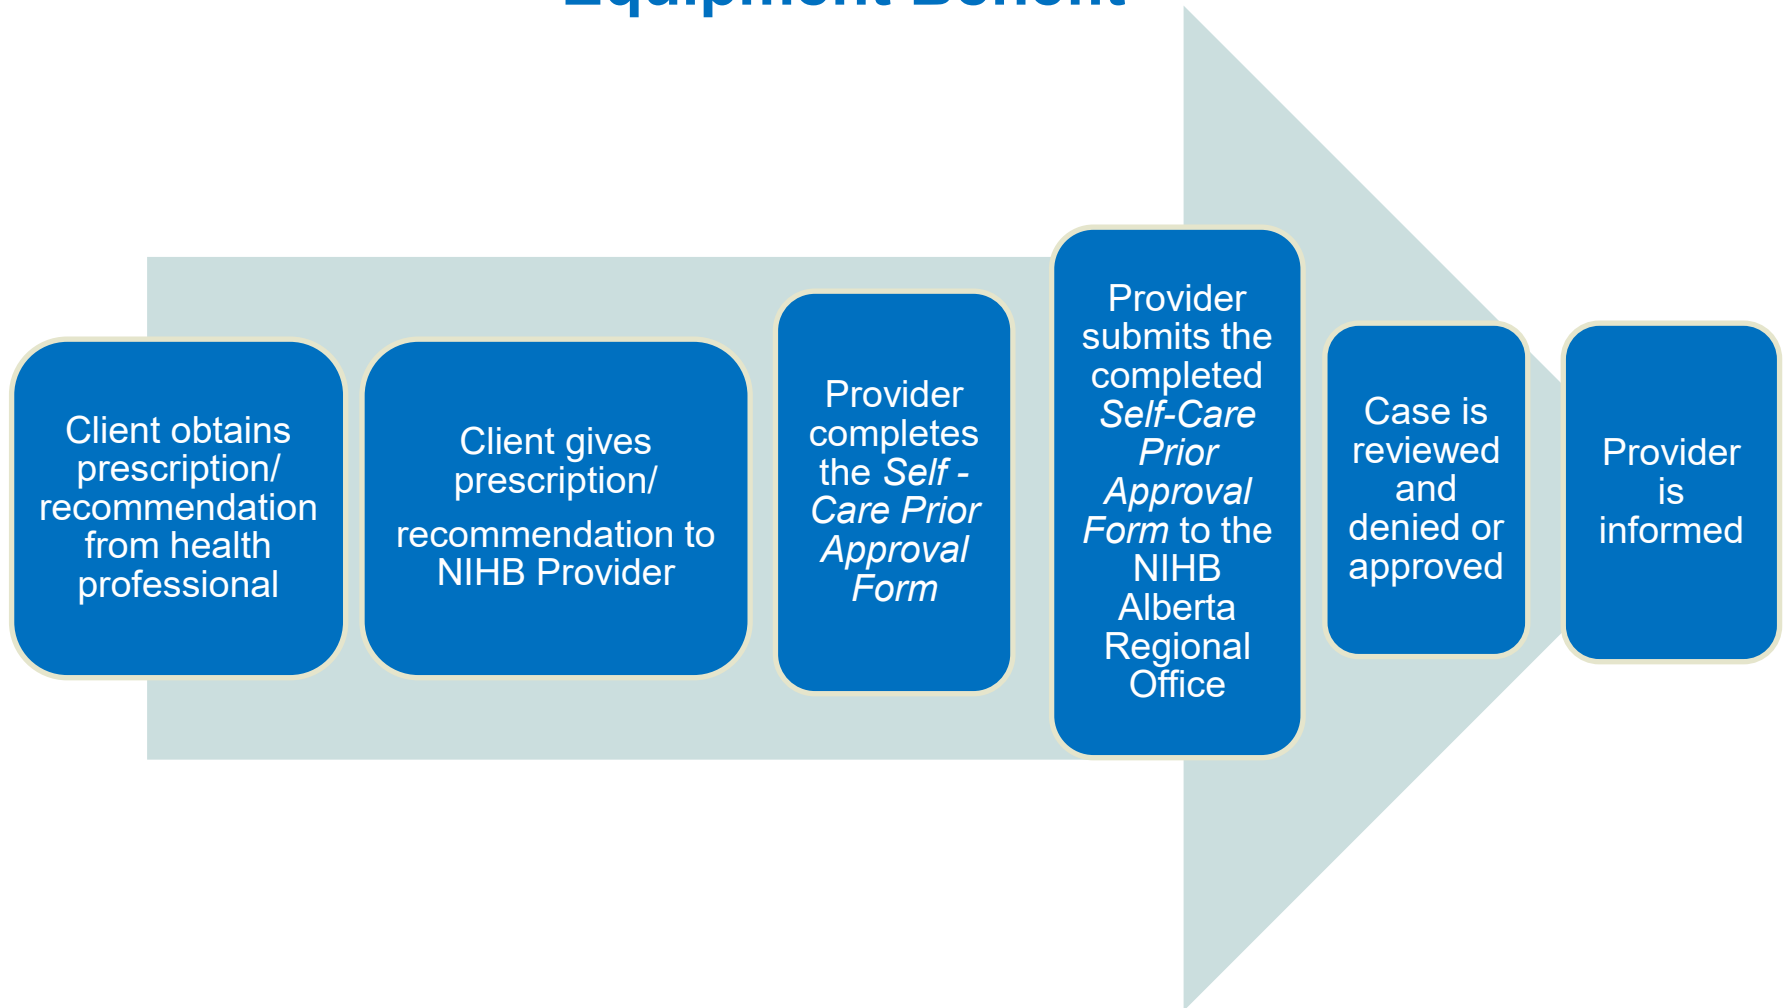 Equipment Benefit
Client obtains
prescription/
recommendation
from health
professional
Client gives
prescription/
recommendation to
NIHB Provider
Provider
completes
the Self -
Care Prior
Approval
Form
Provider
submits the
completed
Self-Care
Prior
Approval
Form to the
NIHB
Alberta
Regional
Office
Case is
reviewed
and
denied or
approved
Provider
is
informed